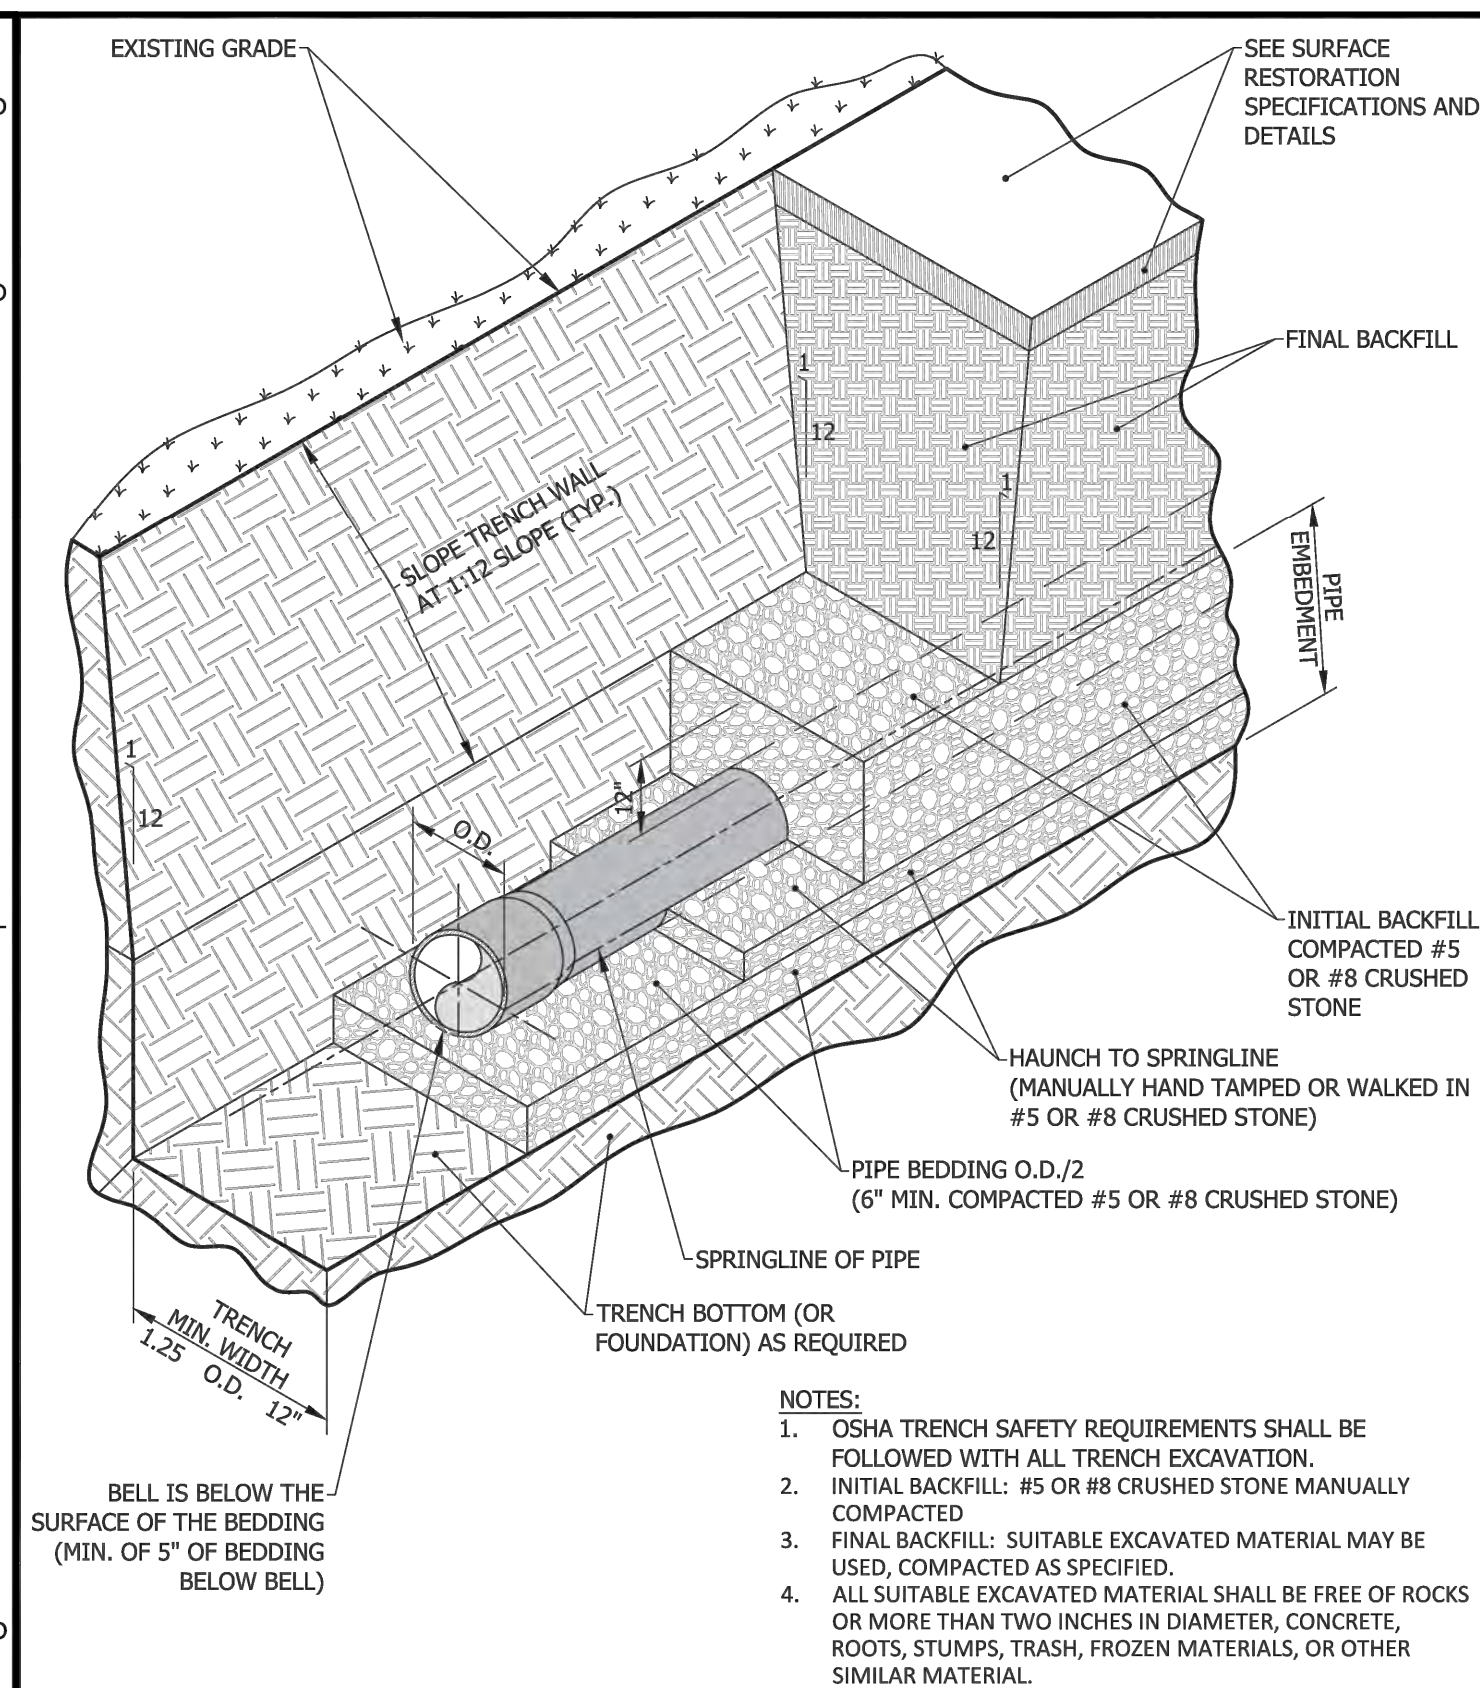 EXISTING GRADE
SEE SURFACE
RESTORATION
SPECIFICATIONS AND
DETAILS
FINAL BACKFILL
1
12
1
12
SLOPE TRENCH WALL
AT 1:12 SLOPE (TYP.)
PIPE
EMBEDMENT
1
12
12"
O.D.
INITIAL BACKFILL
COMPACTED #5
OR #8 CRUSHED
STONE
HAUNCH TO SPRINGLINE
(MANUALLY HAND TAMPED OR WALKED IN
#5 OR #8 CRUSHED STONE)
PIPE BEDDING O.D./2
(6" MIN. COMPACTED #5 OR #8 CRUSHED STONE)
SPRINGLINE OF PIPE
TRENCH BOTTOM (OR
FOUNDATION) AS REQUIRED
TRENCH
MIN. WIDTH
1.25 O.D. 12"
BELL IS BELOW THE
SURFACE OF THE BEDDING
(MIN. OF 5" OF BEDDING
BELOW BELL)
NOTES:
1. OSHA TRENCH SAFETY REQUIREMENTS SHALL BE
FOLLOWED WITH ALL TRENCH EXCAVATION.
2. INITIAL BACKFILL: #5 OR #8 CRUSHED STONE MANUALLY
COMPACTED
3. FINAL BACKFILL: SUITABLE EXCAVATED MATERIAL MAY BE
USED, COMPACTED AS SPECIFIED.
4. ALL SUITABLE EXCAVATED MATERIAL SHALL BE FREE OF ROCKS
OR MORE THAN TWO INCHES IN DIAMETER, CONCRETE,
ROOTS, STUMPS, TRASH, FROZEN MATERIALS, OR OTHER
SIMILAR MATERIAL.